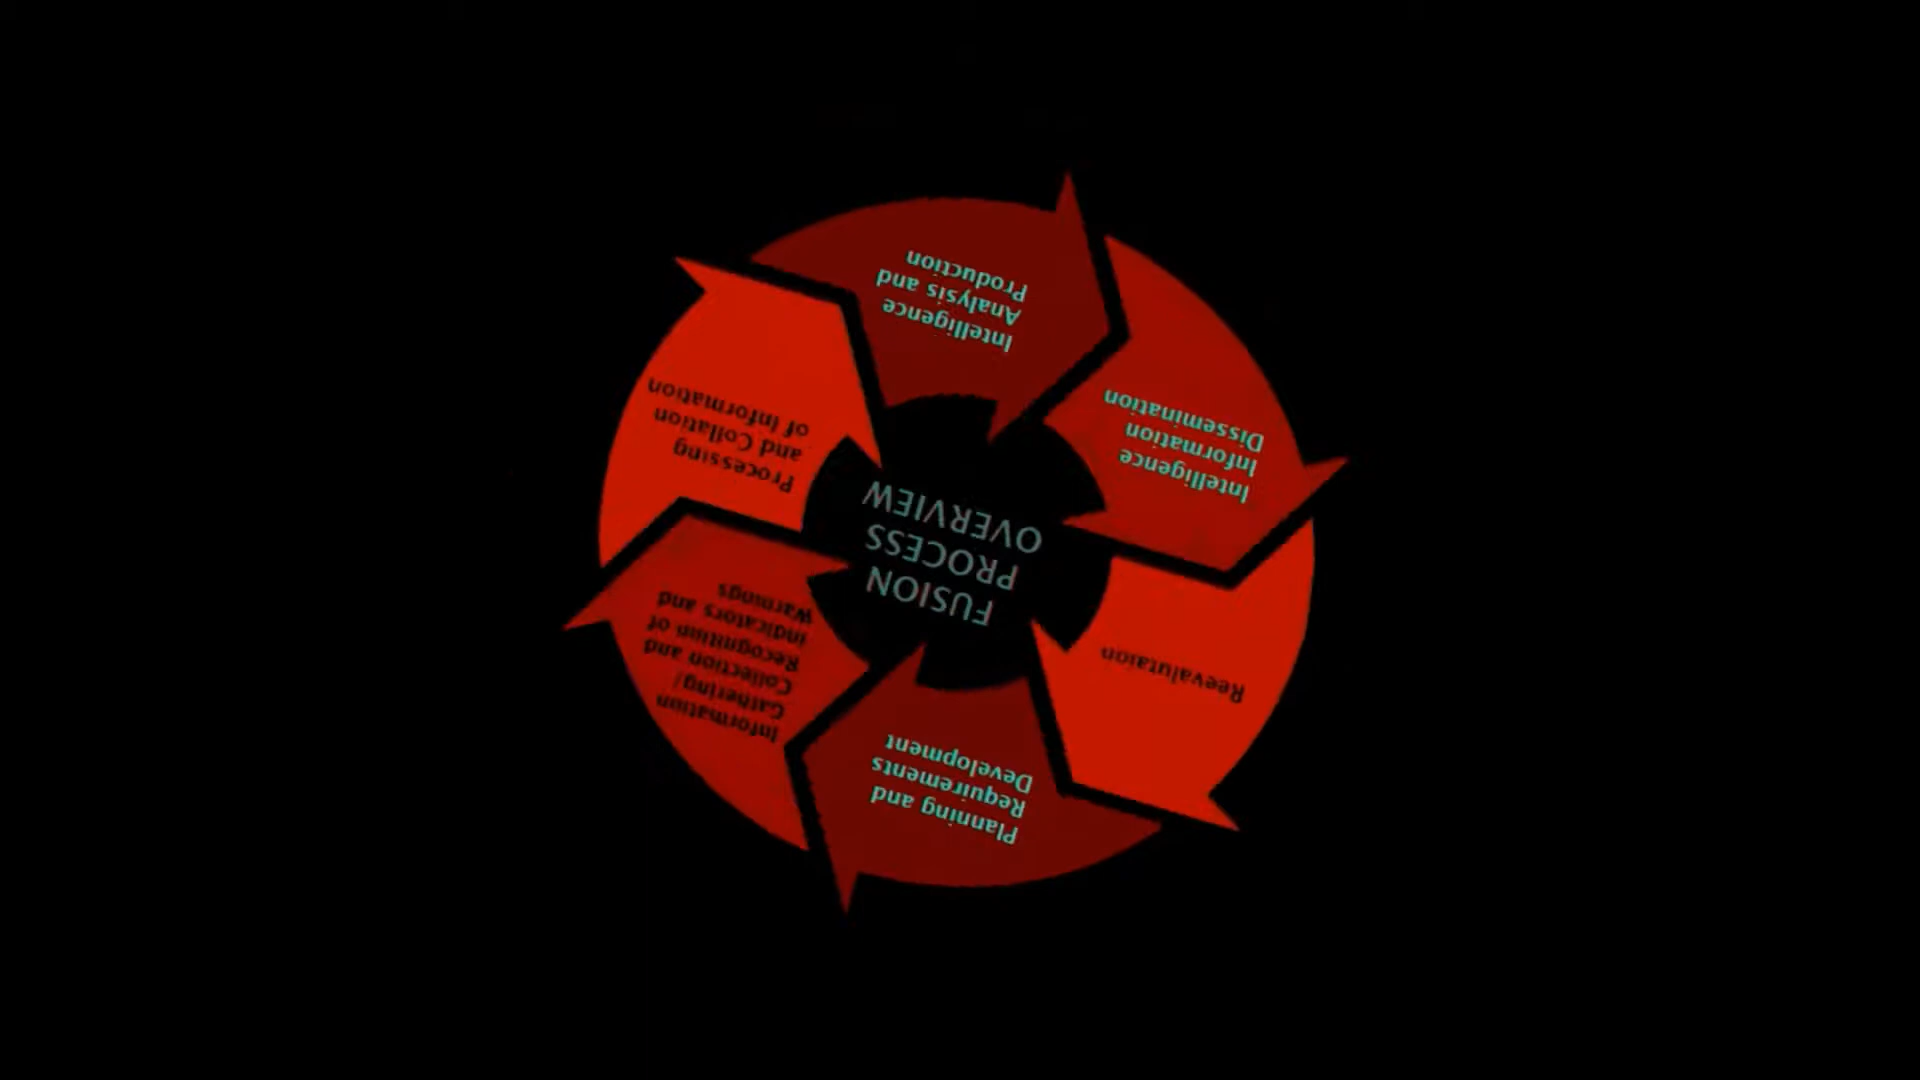 FUSION
PROCESS
OVERVIEW
Planning and
Requirements
Development
Information
Gathering/
Collection and
Recognition of
Indicators and
Warnings
Processing
and Collation
of Information
Intelligence
Analysis and
Production
Intelligence
Information
Dissemination
Reevalutaion